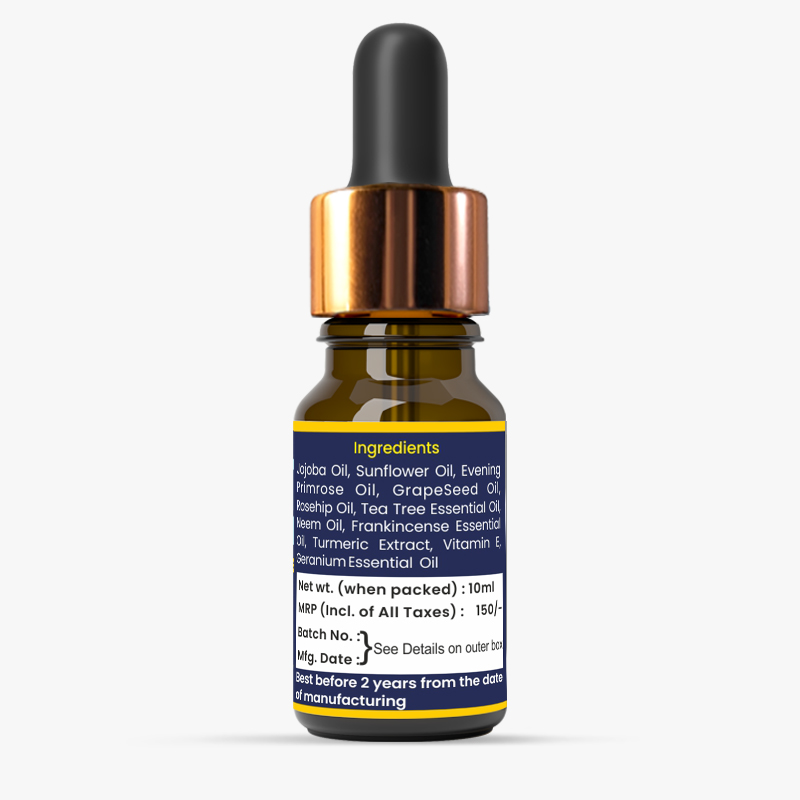 Ingredients
Jojoba Oil, Sunflower Oil, Evening
Primrose Oil, GrapeSeed Oil,
Rosehip Oil, Tea Tree Essential Oil,
Neem Oil, Frankincense Essential
Oil, Turmeric Extract, Vitamin E,
Geranium Essential Oil
Net wt. (when packed) : 10ml
MRP (Incl. of All Taxes) : 150/-
Batch No. :
Mfg. Date :
} See Details on outer box
Best before 2 years from the date
of manufacturing